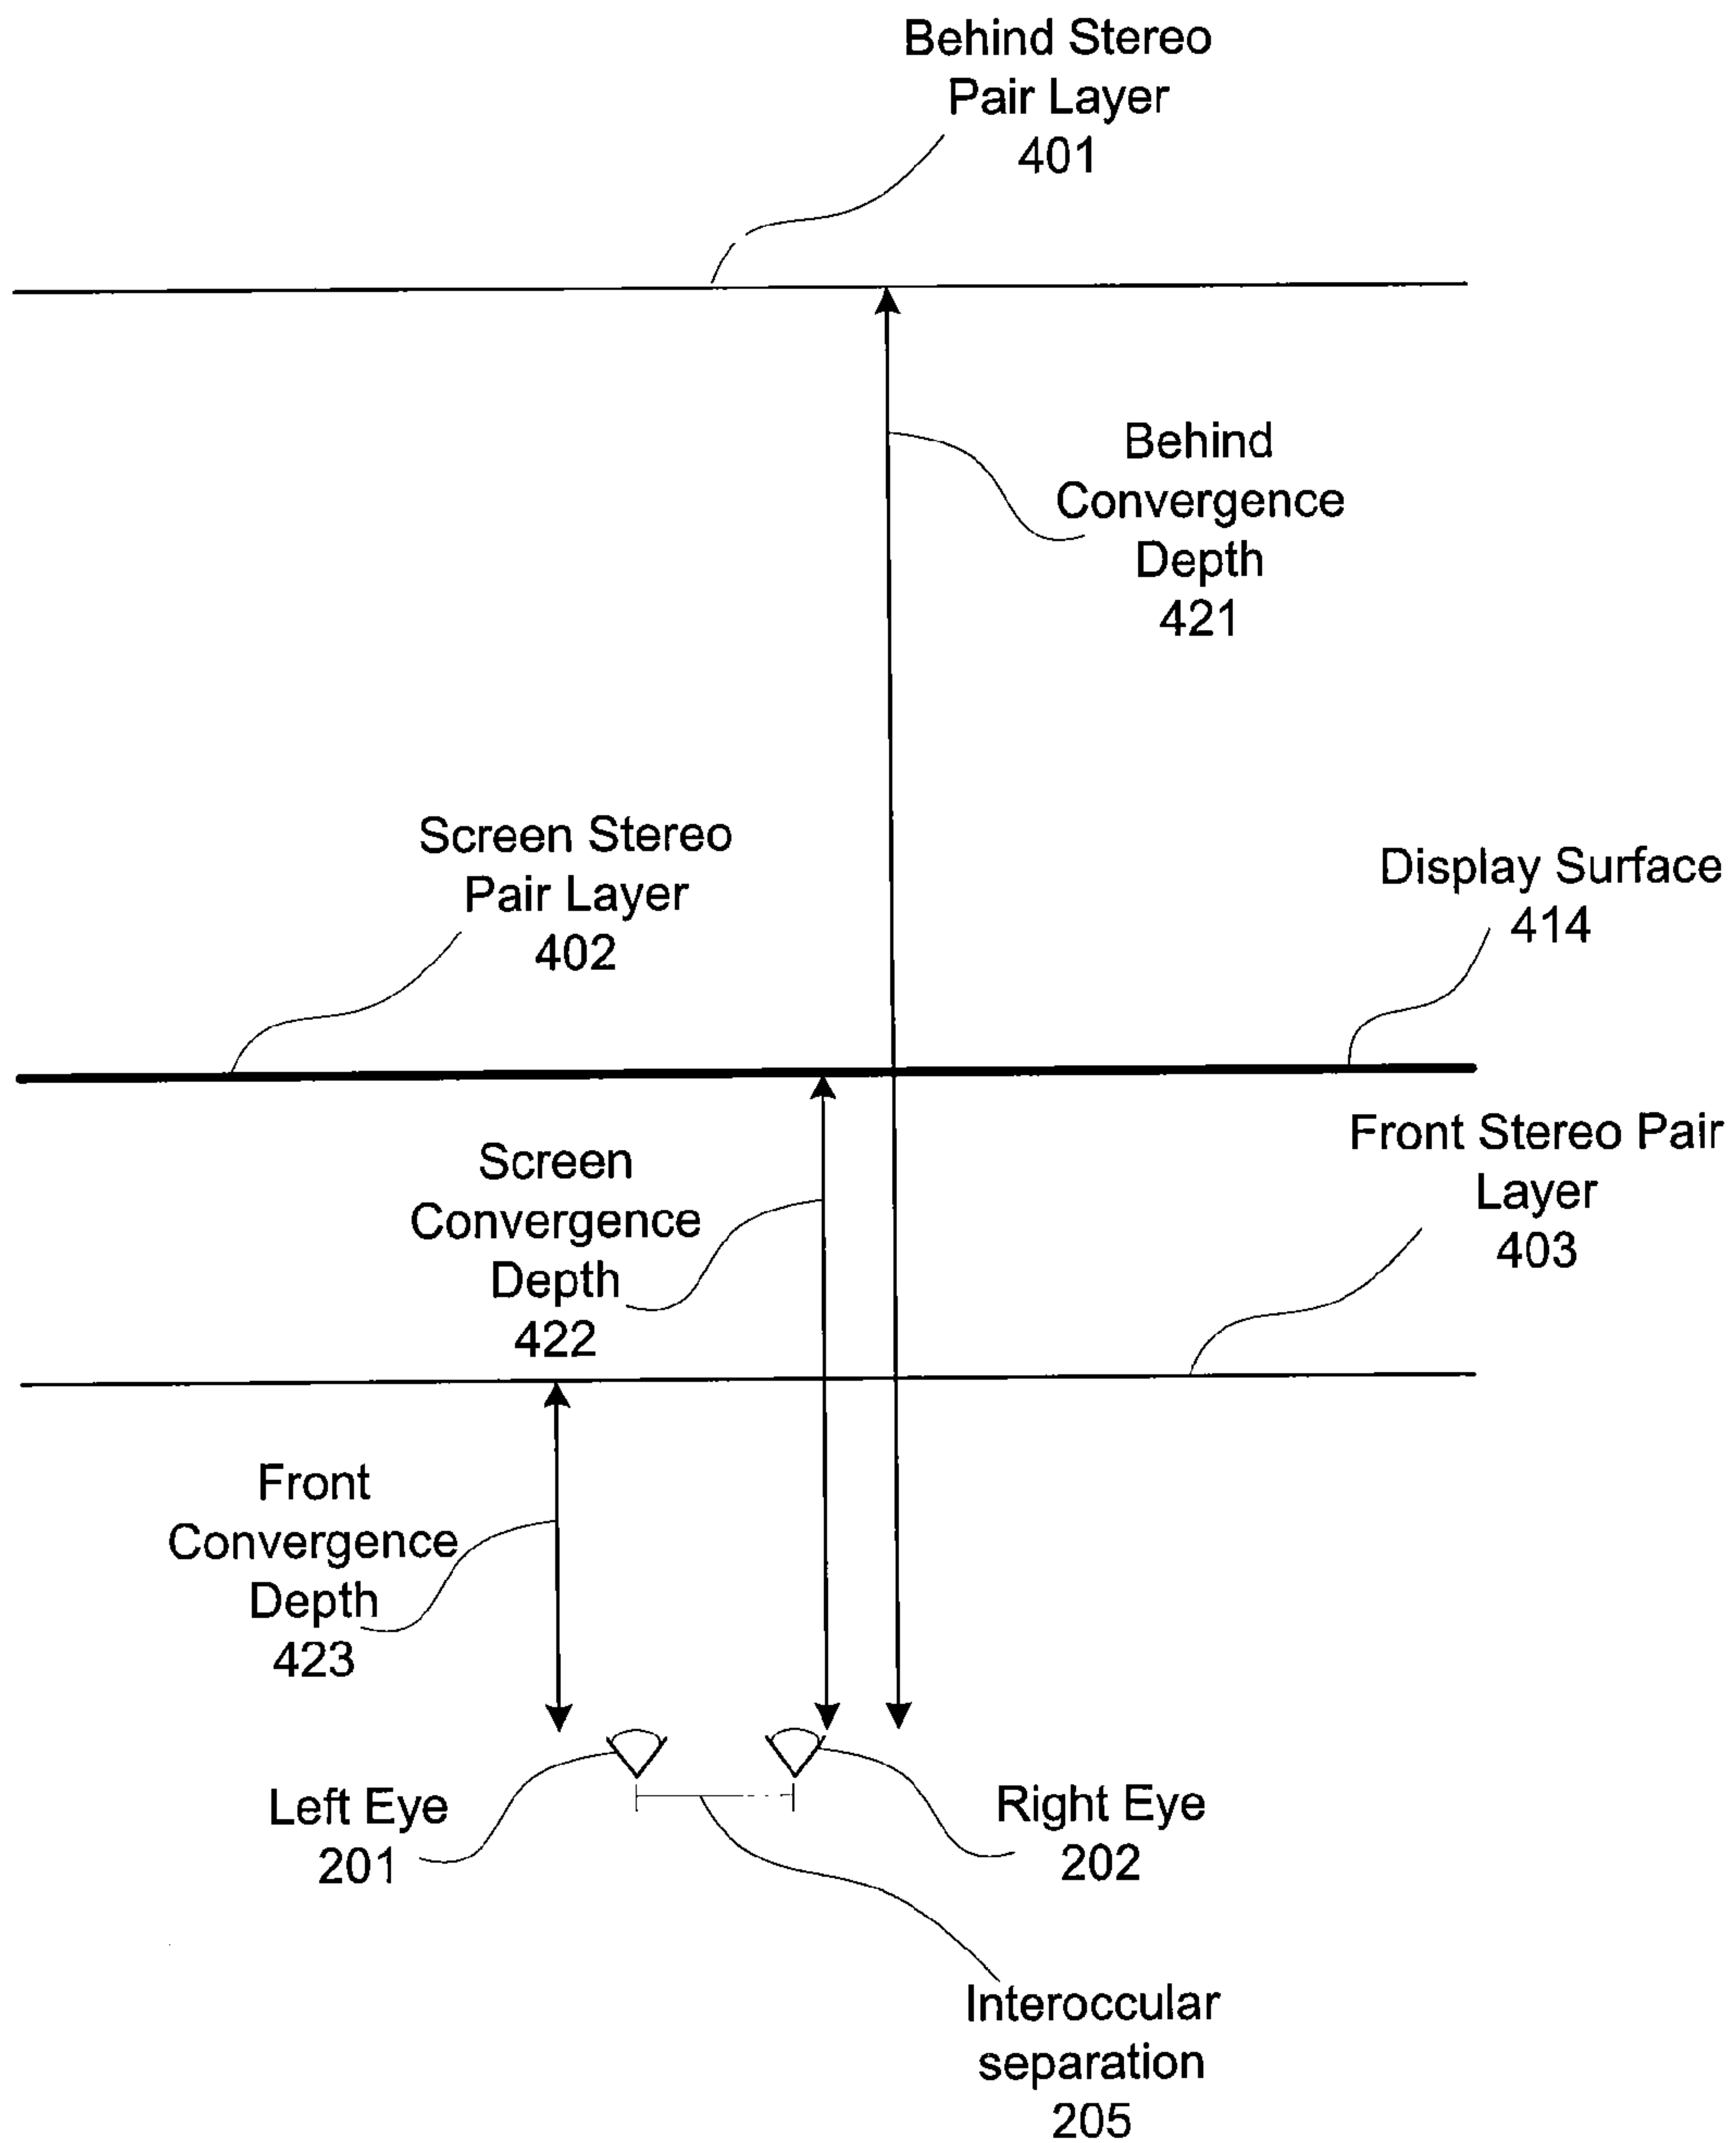 Behind Stereo
Pair Layer
401
Behind
Convergence
Depth
421
Screen Stereo
Pair Layer
402
Display Surface
414
Front Stereo Pair
Layer
403
Screen
Convergence
Depth
422
Front
Convergence
Depth
423
Left Eye
201
Right Eye
202
Interoccular
separation
205